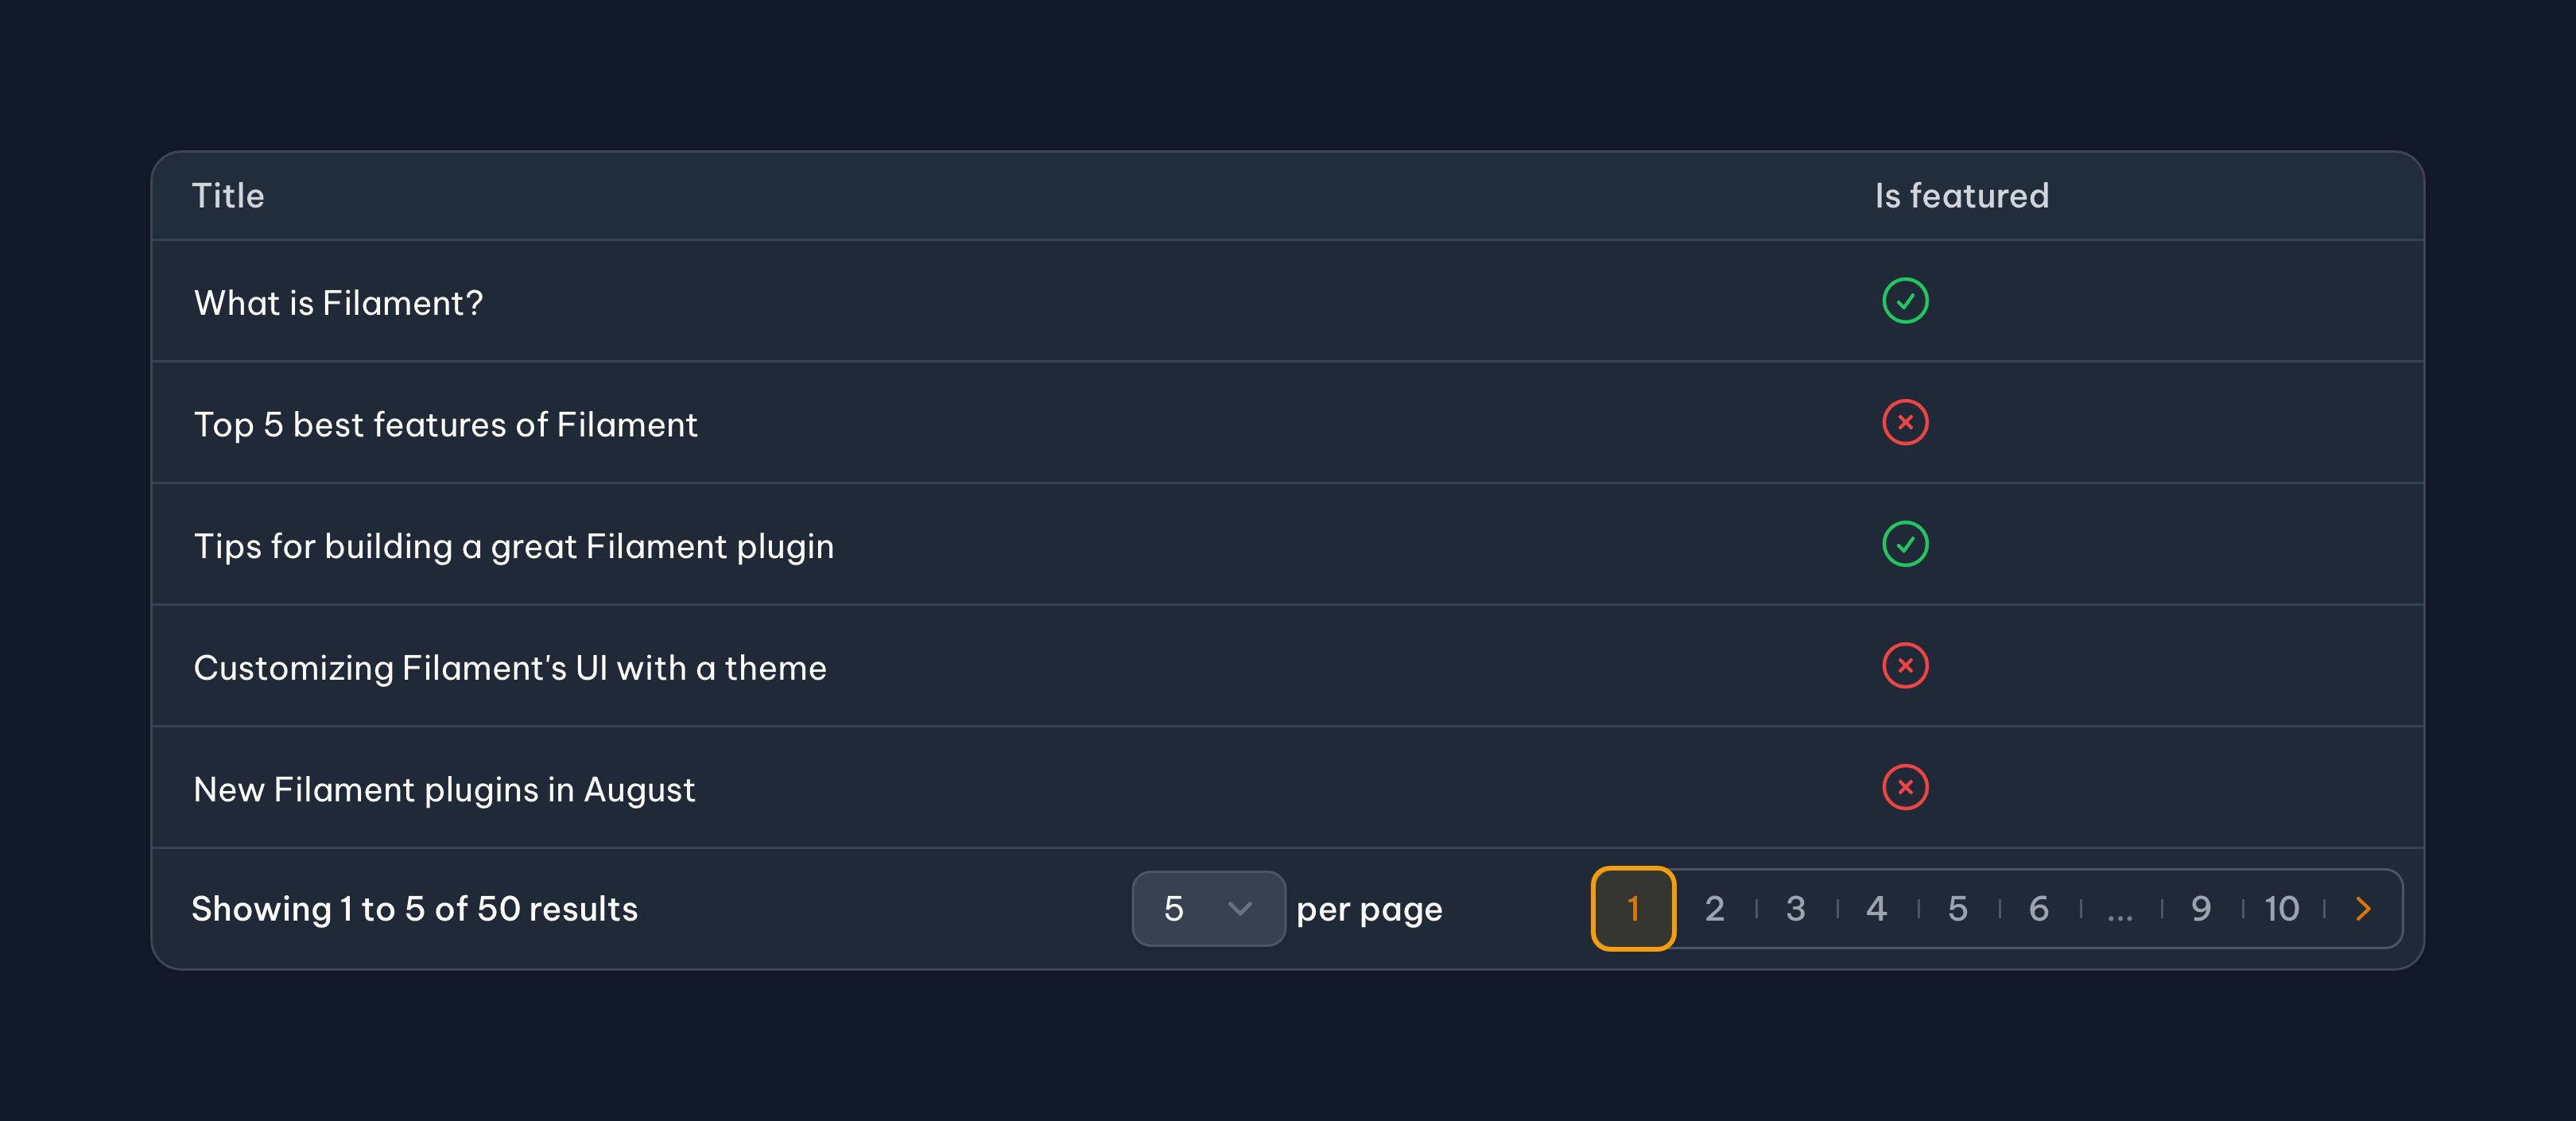 Title Is featured
What is Filament?
Top 5 best features of Filament
Tips for building a great Filament plugin
Customizing Filament's UI with a theme
New Filament plugins in August
Showing 1 to 5 of 50 results 5 per page 1 2 3 4 5 6 ... 9 10